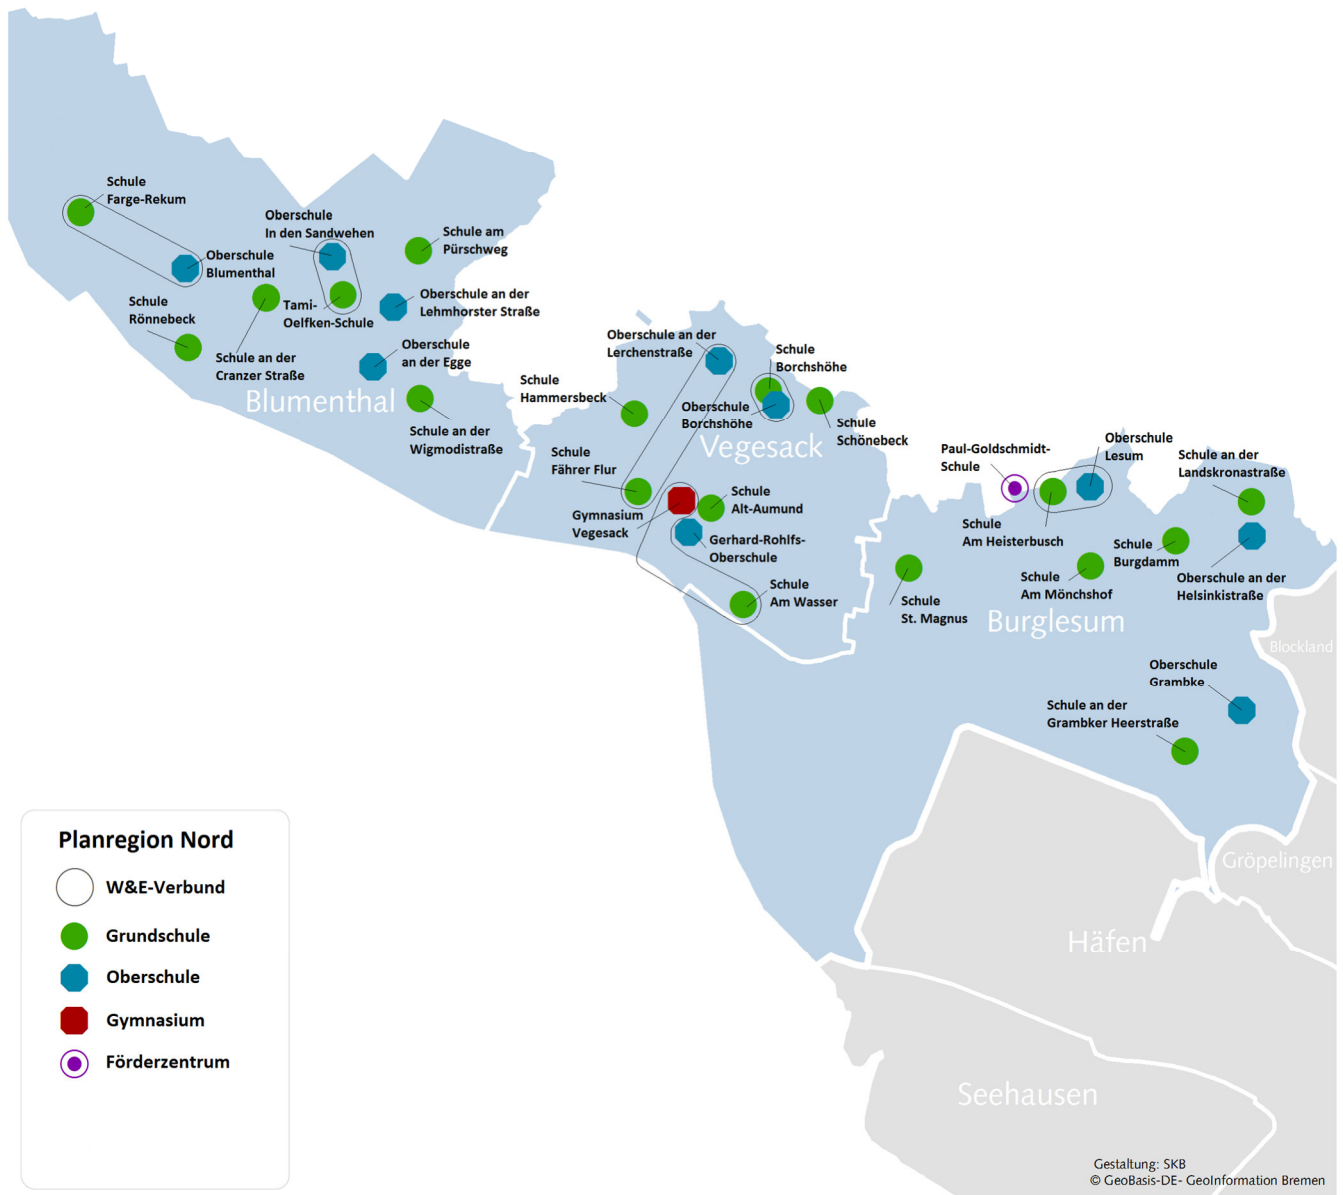 Schule
Farge-Rekum
Oberschule
In den Sandwehen
Schule am
Pürschweg
Oberschule
Blumenthal
Schule
Rönnebeck
Tami-
Oelfken-Schule
Oberschule an der
Lehmhorster Straße
Schule an der
Cranzer Straße
Oberschule
an der Egge
Blumenthal
Schule an der
Wigmodistraße
Oberschule an der
Lerchenstraße
Schule
Borchshöhe
Schule
Hammersbeck
Oberschule
Borchshöhe
Schule
Schönebeck
Vegesack
Schule
Fährer Flur
Gymnasium
Vegesack
Schule
Alt-Aumund
Gerhard-Rohlfs-
Oberschule
Schule
Am Wasser
Paul-Goldschmidt-
Schule
Oberschule
Lesum
Schule an der
Landskronastraße
Schule
Am Heisterbusch
Schule
Burgdamm
Schule
Am Mönchshof
Oberschule an der
Helsinkistraße
Schule
St. Magnus
Burglesum
Blockland
Oberschule
Grambke
Schule an der
Grambker Heerstraße
Gröpelingen
Häfen
Seehausen
Planregion Nord
W&E-Verbund
Grundschule
Oberschule
Gymnasium
Förderzentrum
Gestaltung: SKB
© GeoBasis-DE- GeoInformation Bremen